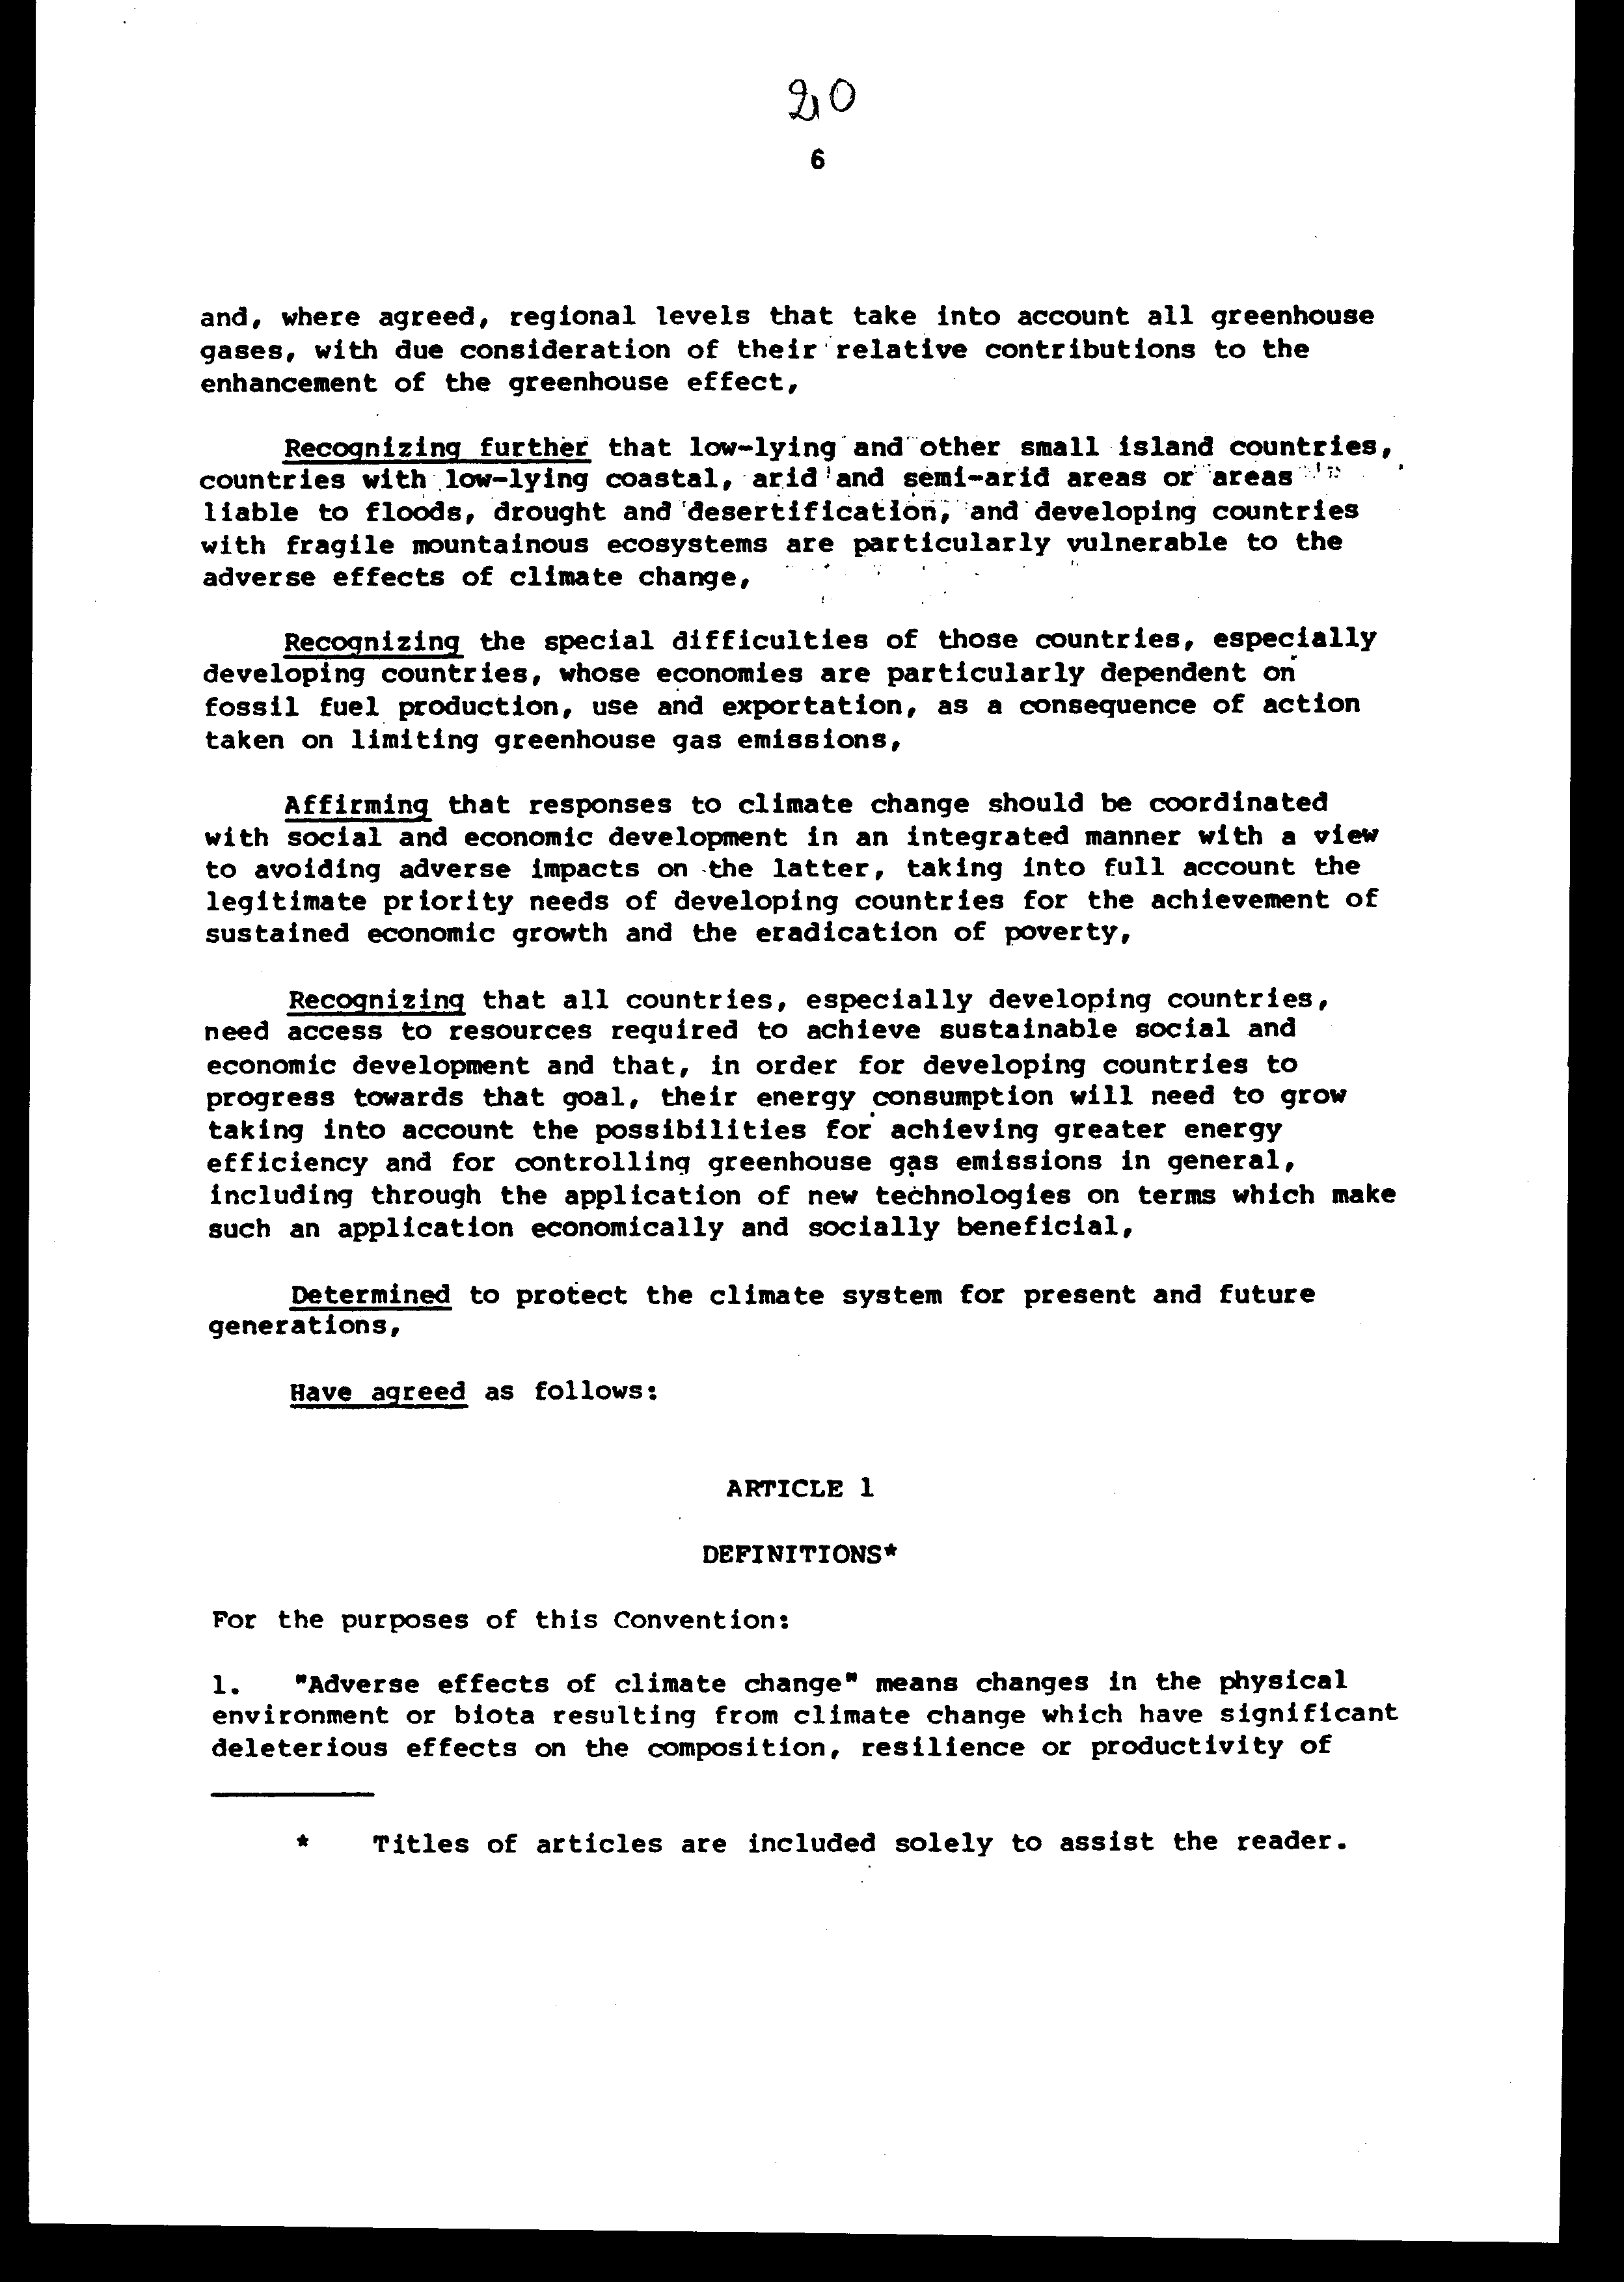 20
6
and, where agreed, regional levels that take into account all greenhouse
gases, with due consideration of their relative contributions to the
enhancement of the greenhouse effect,
Recognizing further that low-lying and other small island countries,
countries with low-lying coastal, arid and semi-arid areas or areas
liable to floods, drought and desertification, and developing countries
with fragile mountainous ecosystems are particularly vulnerable to the
adverse effects of climate change,
Recognizing the special difficulties of those countries, especially
developing countries, whose economies are particularly dependent on
fossil fuel production, use and exportation, as a consequence of action
taken on limiting greenhouse gas emissions,
Affirming that responses to climate change should be coordinated
with social and economic development in an integrated manner with a view
to avoiding adverse impacts on the latter, taking into full account the
legitimate priority needs of developing countries for the achievement of
sustained economic growth and the eradication of poverty,
Recognizing that all countries, especially developing countries,
need access to resources required to achieve sustainable social and
economic development and that, in order for developing countries to
progress towards that goal, their energy consumption will need to grow
taking into account the possibilities for achieving greater energy
efficiency and for controlling greenhouse gas emissions in general,
including through the application of new technologies on terms which make
such an application economically and socially beneficial,
Determined to protect the climate system for present and future
generations,
Have agreed as follows:
ARTICLE 1
DEFINITIONS*
For the purposes of this Convention:
1. "Adverse effects of climate change" means changes in the physical
environment or biota resulting from climate change which have significant
deleterious effects on the composition, resilience or productivity of
* Titles of articles are included solely to assist the reader.